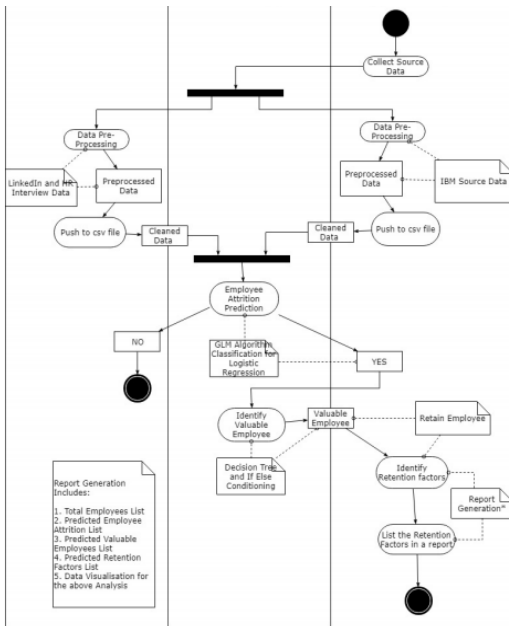 Collect Source
Data
Data Pre-
Processing
Data Pre-
Processing
LinkedIn and HR
Interview Data
Preprocessed
Data
Preprocessed
Data
IBM Source Data
Push to csv file
Cleaned
Data
Cleaned
Data
Push to csv file
Employee
Attrition
Prediction
NO
GLM Algorithm
Classification for
Logistic
Regression
YES
Identify
Valuable
Employee
Valuable
Employee
Retain Employee
Decision Tree
and If Else
Conditioning
Identify
Retention factors
Report
Generation"
List the Retention
Factors in a report
Report Generation
Includes:
1. Total Employees List
2. Predicted Employee
Attrition List
3. Predicted Valuable
Employees List
4. Predicted Retention
Factors List
5. Data Visualisation for
the above Analysis